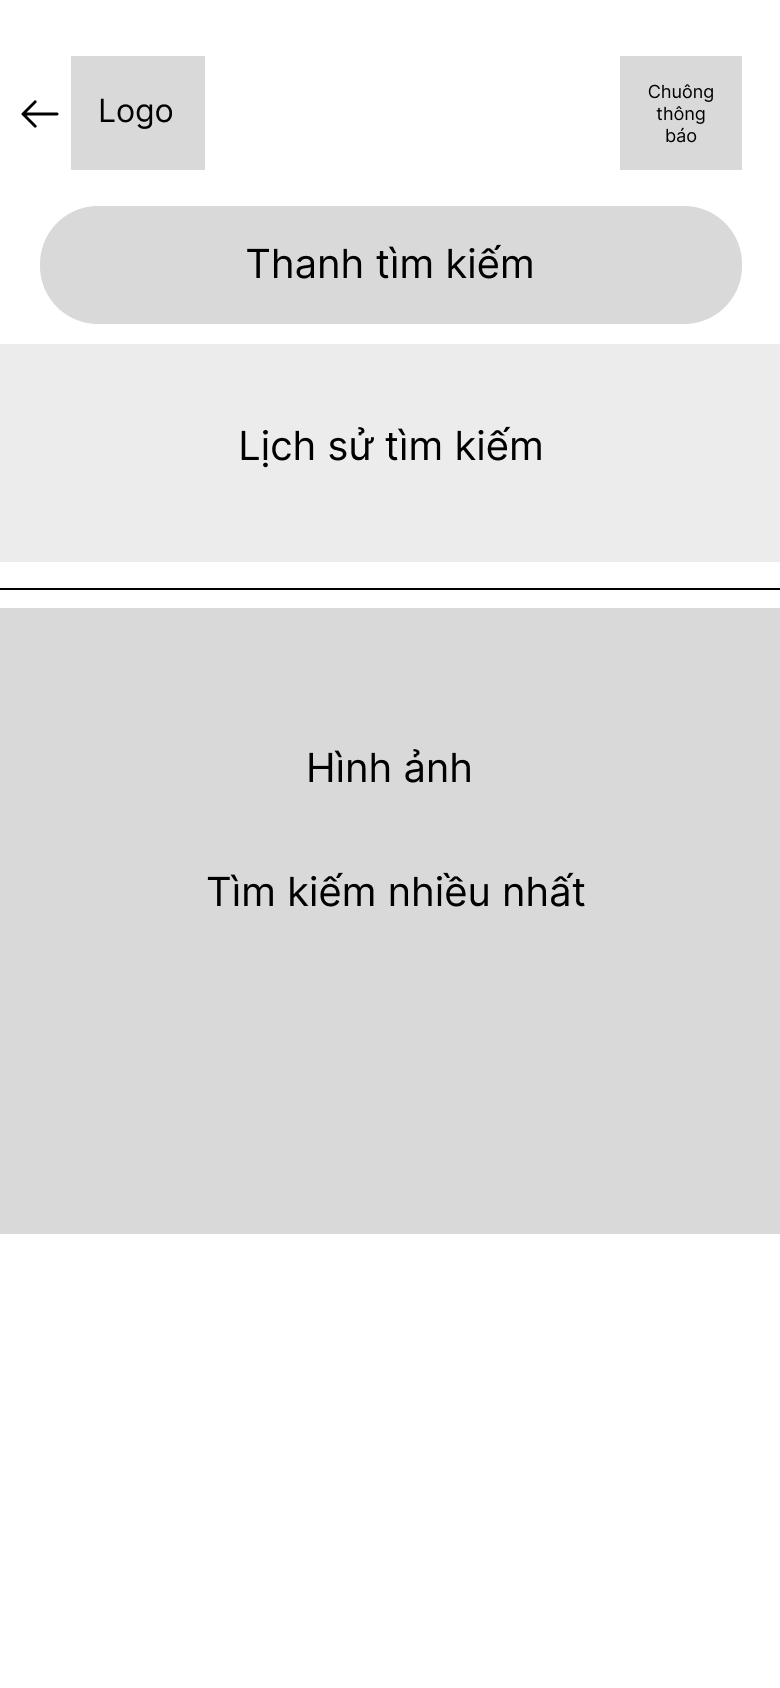 Logo
Chuông
thông
báo
Thanh tìm kiếm
Lịch sử tìm kiếm
Hình ảnh
Tìm kiếm nhiều nhất